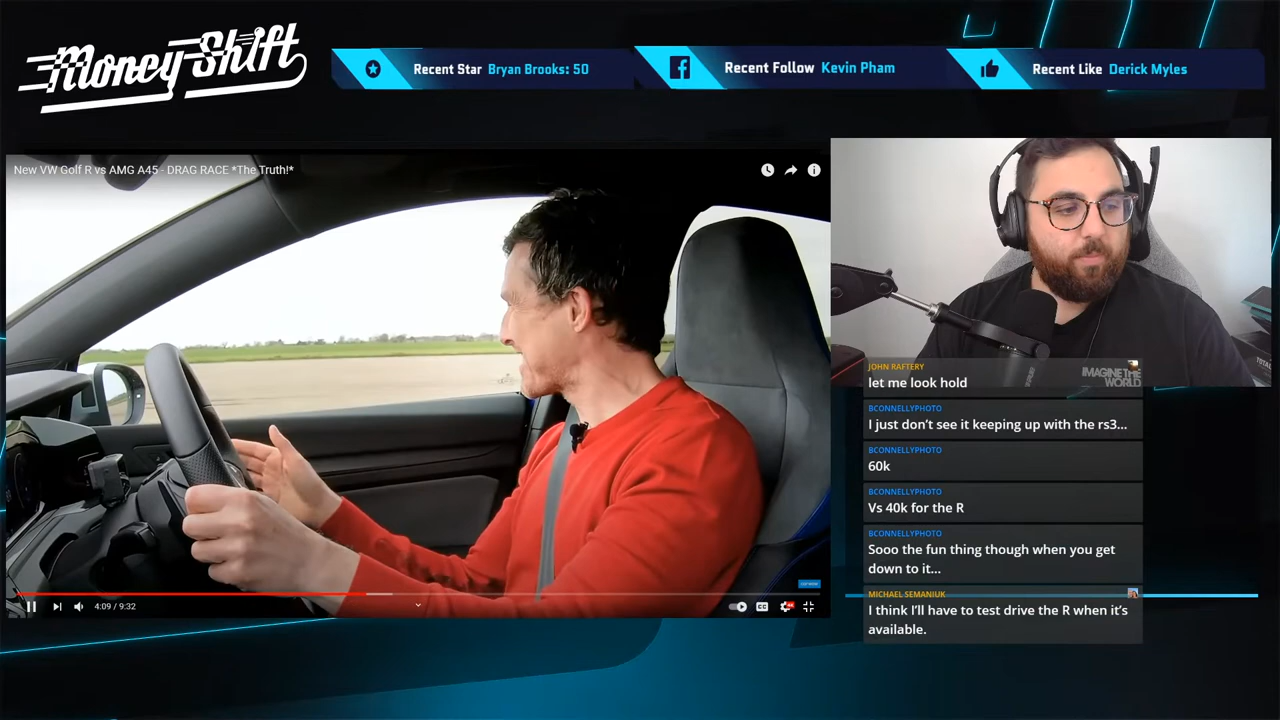 Money Shift
Recent Star Bryan Brooks: 50
Recent Follow Kevin Pham
Recent Like Derick Myles
New VW Golf R vs AMG A45 - DRAG RACE *The Truth!*
4:09 / 9:32
CC
IMAGINE THE
WORLD
TOTAL
JOHN RAFTERY
let me look hold
BCONNELLYPHOTO
I just don't see it keeping up with the rs3...
BCONNELLYPHOTO
60k
BCONNELLYPHOTO
Vs 40k for the R
BCONNELLYPHOTO
Sooo the fun thing though when you get
down to it...
MICHAEL SEMANIUK
I think I'll have to test drive the R when it's
available.